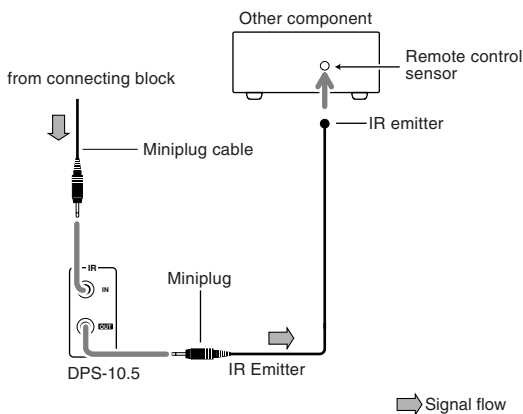 Other component
Remote control
sensor
from connecting block
IR emitter
Miniplug cable
IR
IN
Miniplug
OUT
DPS-10.5
IR Emitter
Signal flow